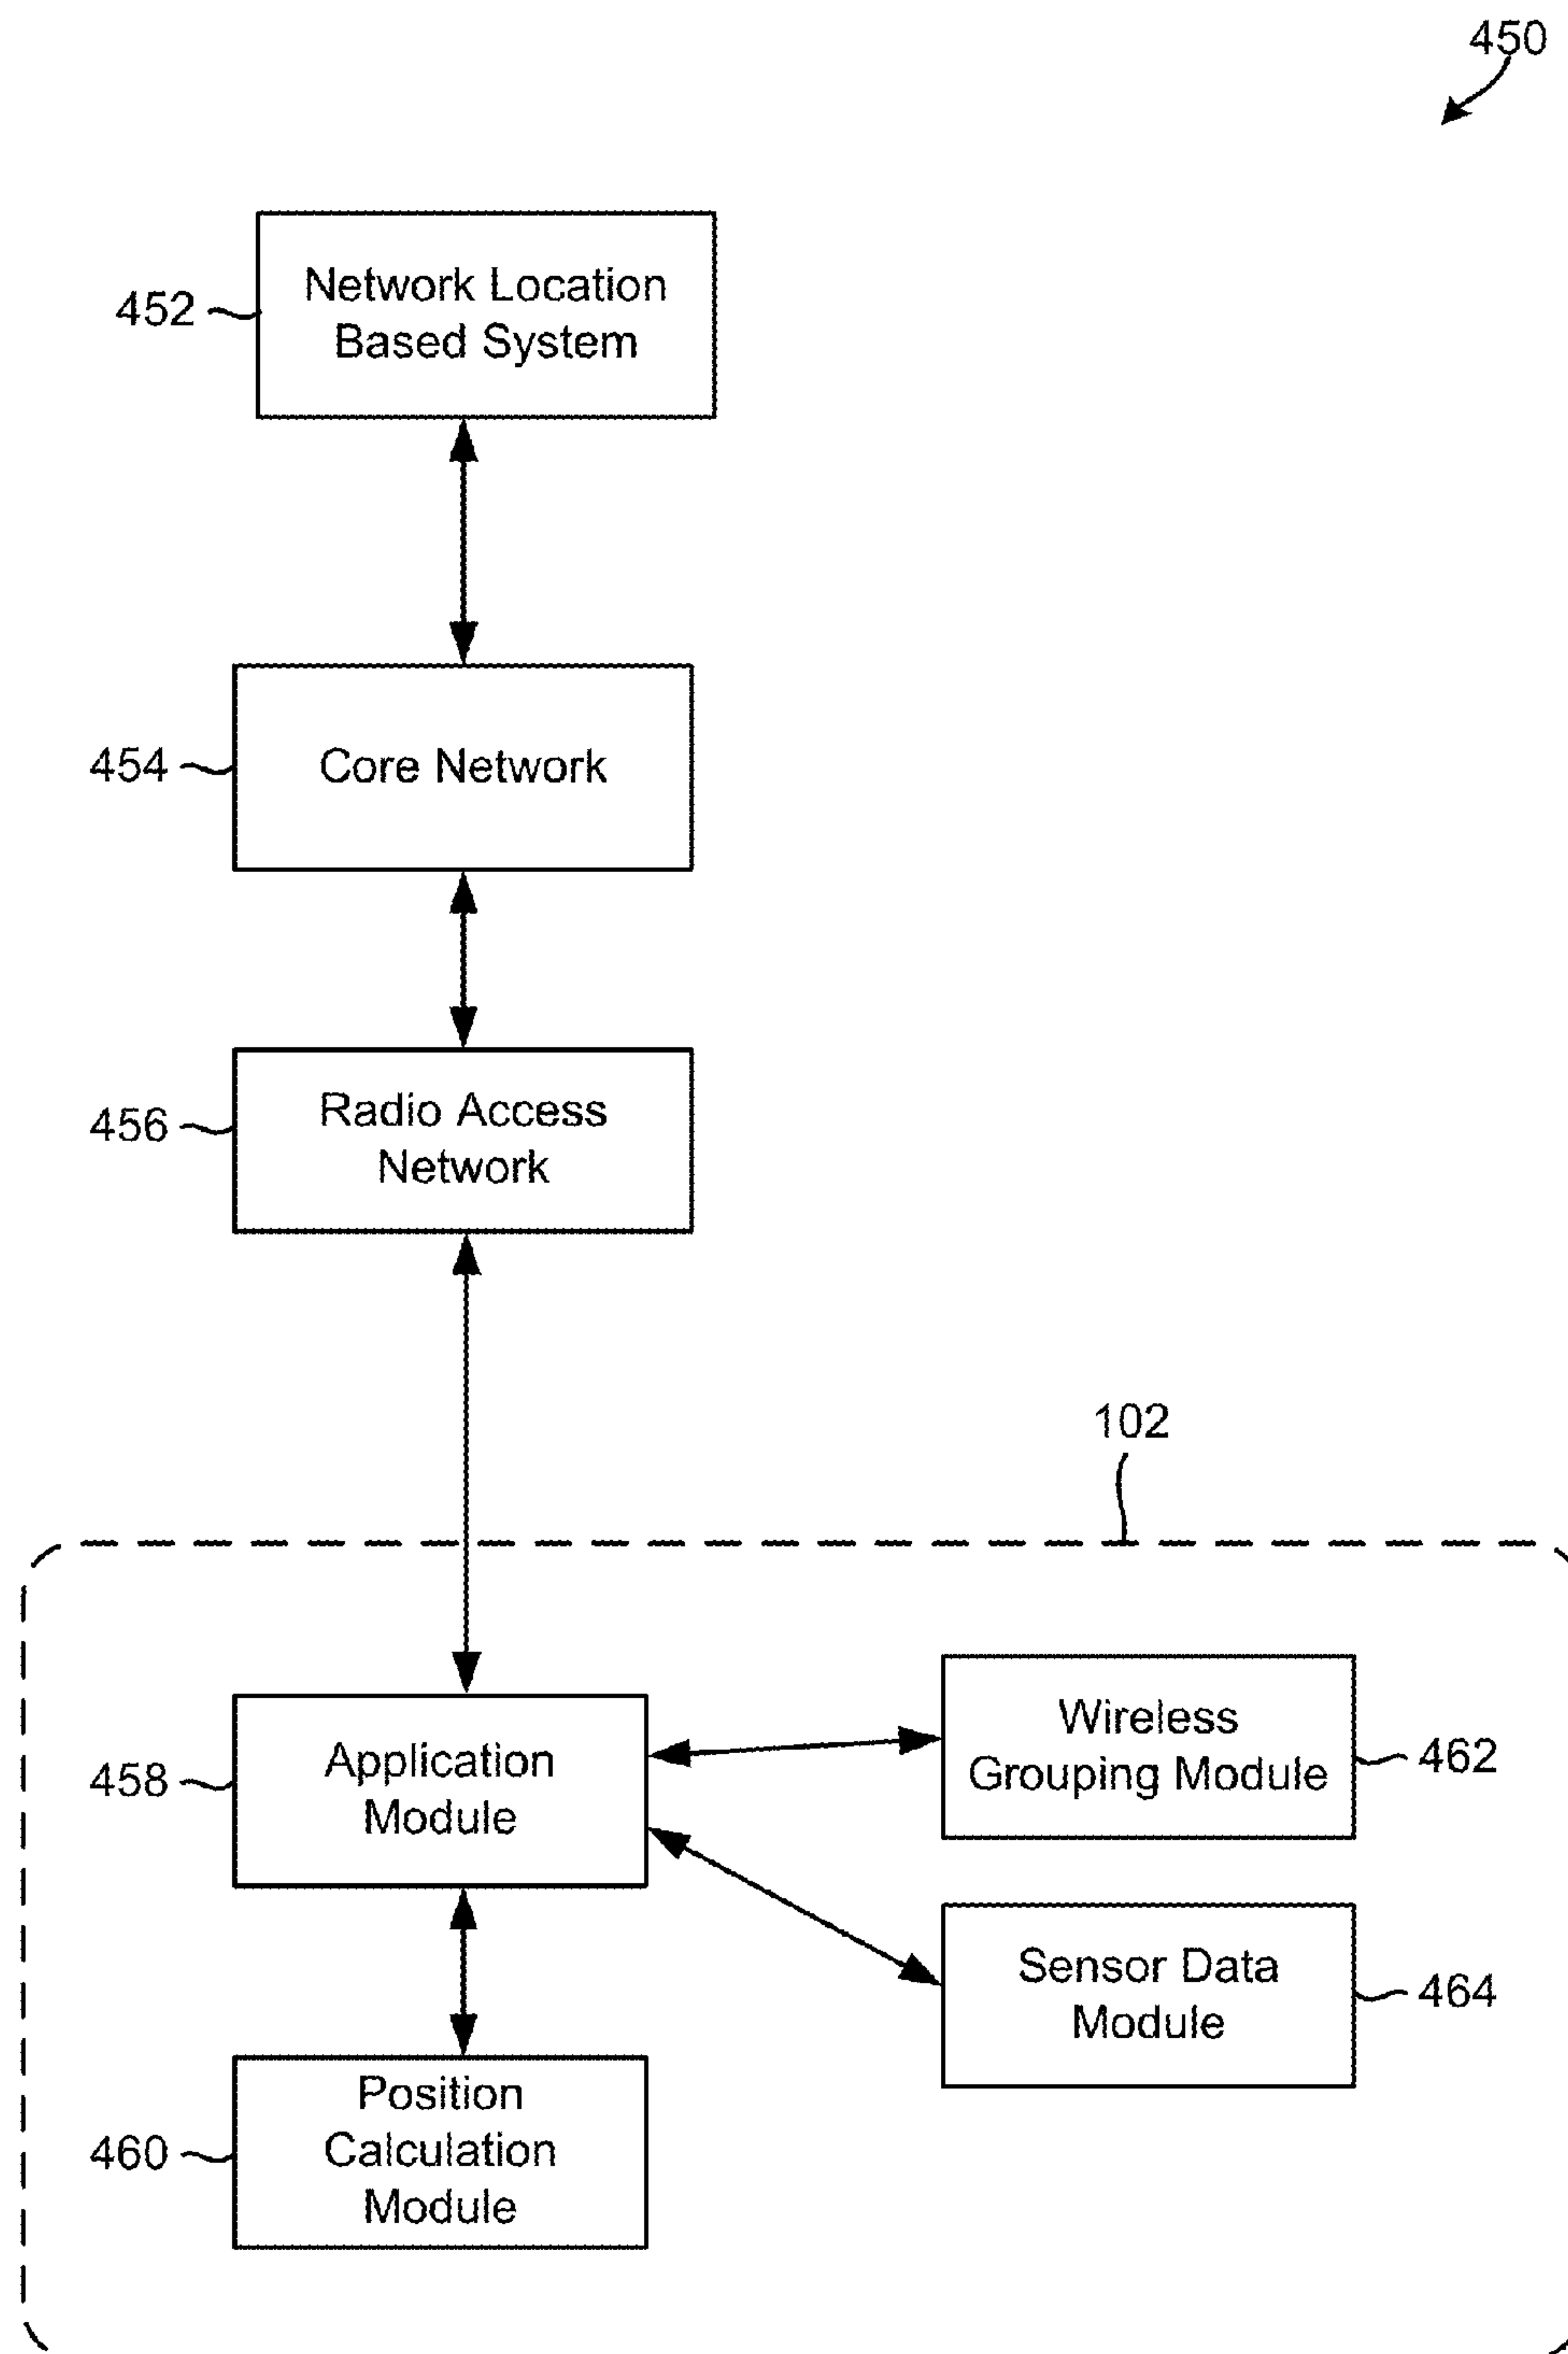 450
Network Location
Based System
452
Core Network
454
Radio Access
Network
456
102
Application
Module
458
Wireless
Grouping Module
462
Sensor Data
Module
464
Position
Calculation
Module
460